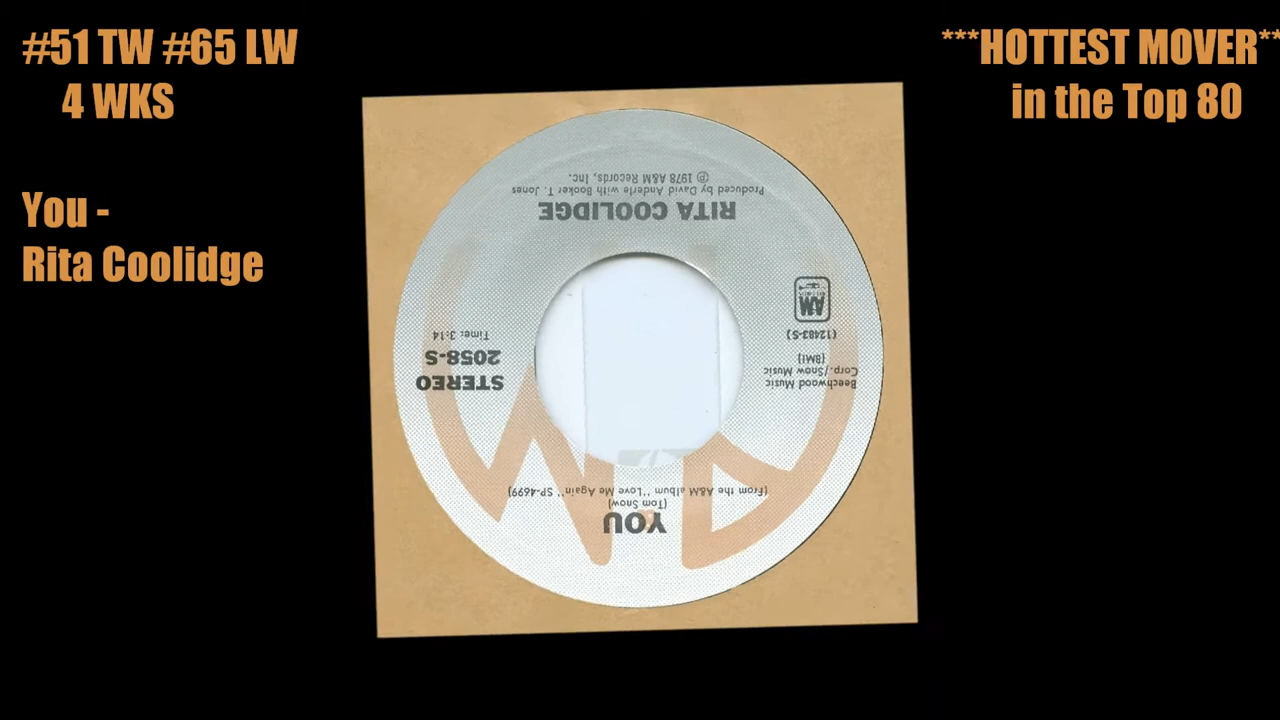 #51 TW #65 LW
4 WKS
You -
Rita Coolidge
***HOTTEST MOVER**
in the Top 80
YOU
(Tom Snow)
(From the A&M album "Love Me Again" SP-4699)
Beechwood Music
Corp./Snow Music
(BMI)
(12483-S)
AM
RECORDS
STEREO
2058-S
Time: 3:14
RITA COOLIDGE
Produced by David Anderle with Booker T. Jones
℗ 1978 A&M Records, Inc.